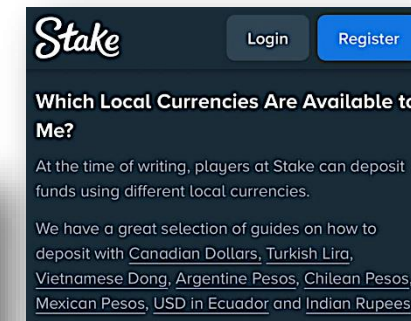 Stake
Login
Register
Which Local Currencies Are Available to
Me?
At the time of writing, players at Stake can deposit
funds using different local currencies.
We have a great selection of guides on how to
deposit with Canadian Dollars, Turkish Lira,
Vietnamese Dong, Argentine Pesos, Chilean Pesos,
Mexican Pesos, USD in Ecuador and Indian Rupees